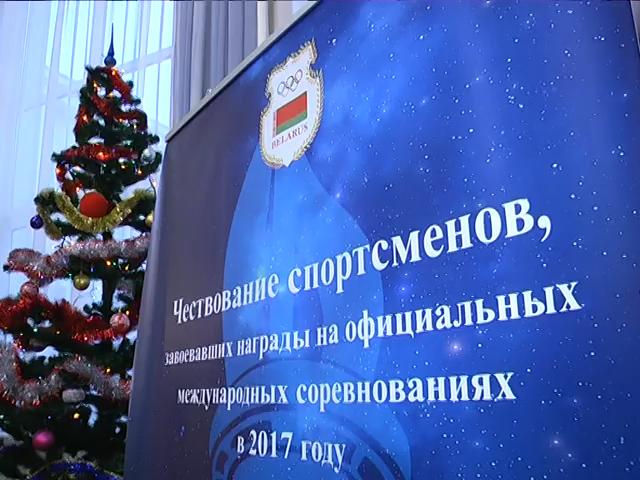 BELARUS
Чествование спортсменов,
завоевавших награды на официальных
международных соревнованиях
в 2017 году